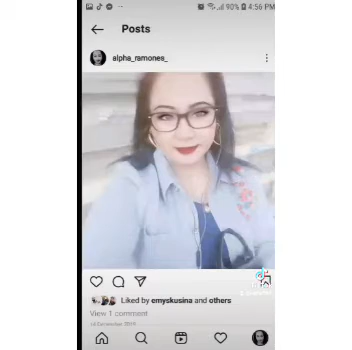 90% 4:56 PM
Posts
alpha_ramones_
Liked by emyskusina and others
View 1 comment